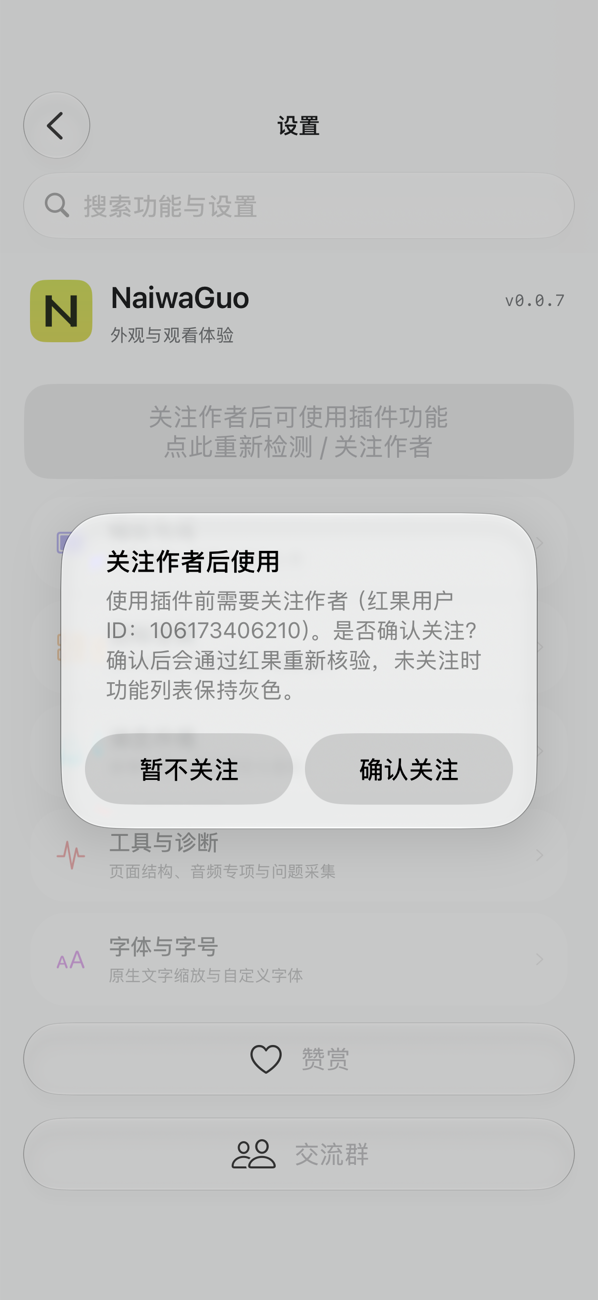 设置
搜索功能与设置
N
NaiwaGuo
v0.0.7
外观与观看体验
关注作者后可使用插件功能
点此重新检测 / 关注作者
关注作者后使用
使用插件前需要关注作者（红果用户
ID：106173406210）。是否确认关注？
确认后会通过红果重新核验，未关注时
功能列表保持灰色。
暂不关注
确认关注
工具与诊断
页面结构、音频专项与问题采集
AA
字体与字号
原生文字缩放与自定义字体
赞赏
交流群